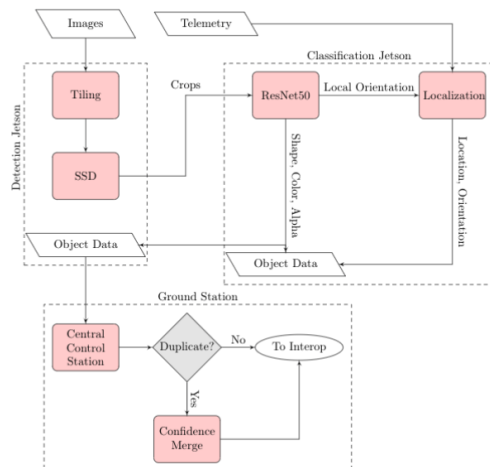 Images
Telemetry
Classification Jetson
Detection Jetson
Tiling
Crops
ResNet50
Local Orientation
Localization
SSD
Shape, Color, Alpha
Location, Orientation
Object Data
Object Data
Ground Station
Central
Control
Station
Duplicate?
No
To Interop
Yes
Confidence
Merge